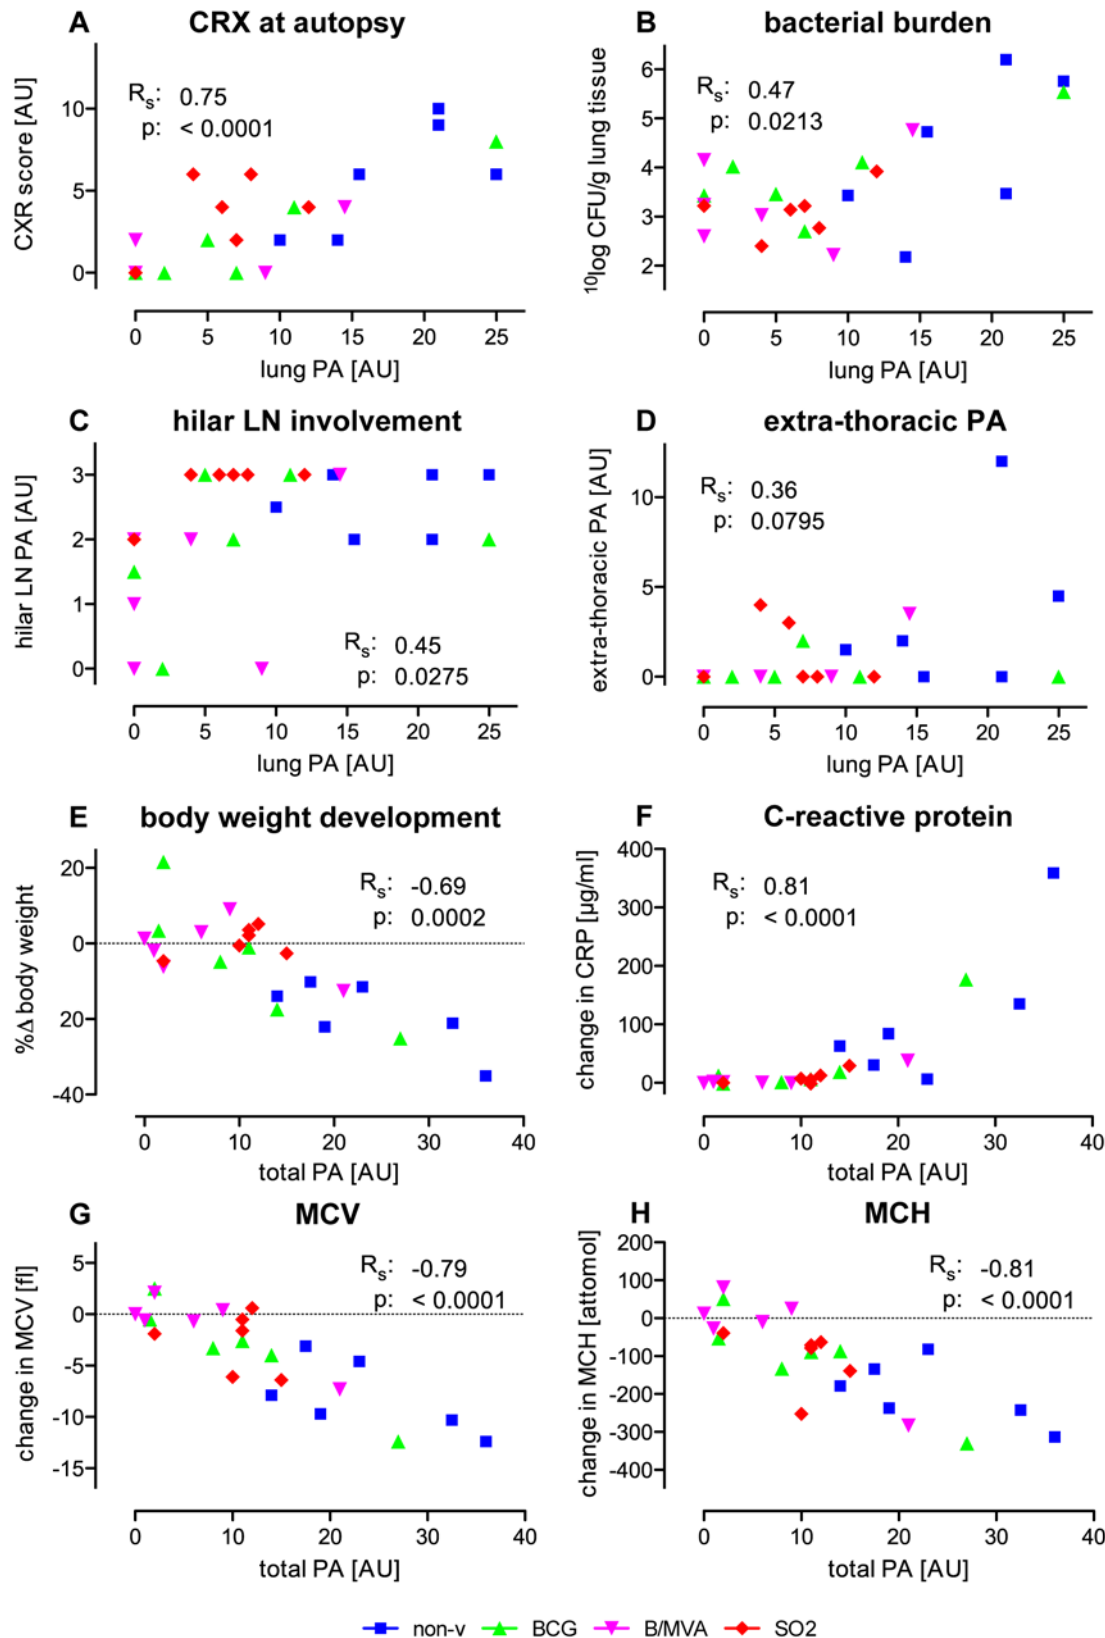 A CRX at autopsy
CXR score [AU]
10
5
0
Rs: 0.75
p: < 0.0001
0 5 10 15 20 25
lung PA [AU]
B bacterial burden
10log CFU/g lung tissue
6
5
4
3
2
Rs: 0.47
p: 0.0213
0 5 10 15 20 25
lung PA [AU]
C hilar LN involvement
hilar LN PA [AU]
3
2
1
0
Rs: 0.45
p: 0.0275
0 5 10 15 20 25
lung PA [AU]
D extra-thoracic PA
extra-thoracic PA [AU]
10
5
0
Rs: 0.36
p: 0.0795
0 5 10 15 20 25
lung PA [AU]
E body weight development
%Δ body weight
20
0
20
-40
Rs: -0.69
p: 0.0002
0 10 20 30 40
total PA [AU]
F C-reactive protein
change in CRP [µg/ml]
400
300
200
100
0
Rs: 0.81
p: < 0.0001
0 10 20 30 40
total PA [AU]
G MCV
change in MCV [fl]
5
0
-5
-10
-15
Rs: -0.79
p: < 0.0001
0 10 20 30 40
total PA [AU]
H MCH
change in MCH [attomol]
200
100
0
-100
-200
-300
-400
Rs: -0.81
p: < 0.0001
0 10 20 30 40
total PA [AU]
non-v BCG B/MVA SO2